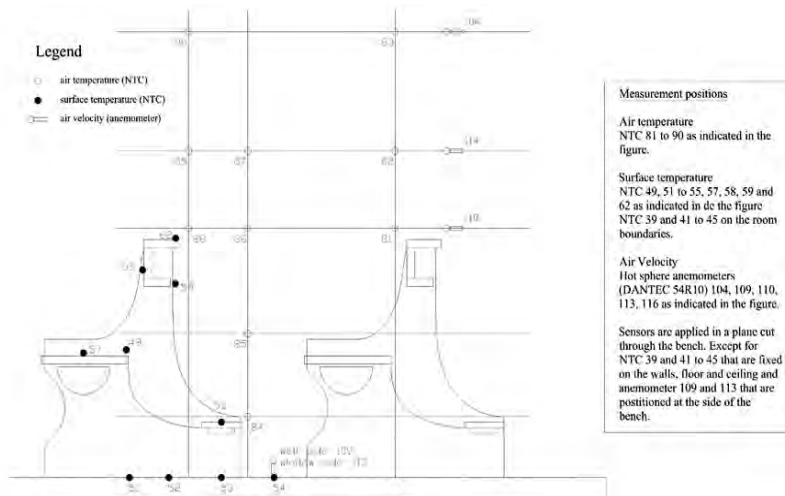 Legend
air temperature (NTC)
surface temperature (NTC)
air velocity (anemometer)
90
83
89
87
82
114
88
86
81
85
57
49
84
51
52
53
54
Measurement positions
Air temperature
NTC 81 to 90 as indicated in the
figure.
Surface temperature
NTC 49, 51 to 55, 57, 58, 59 and
62 as indicated in de the figure
NTC 39 and 41 to 45 on the room
boundaries.
Air Velocity
Hot sphere anemometers
(DANTEC 54R10) 104, 109, 110,
113, 116 as indicated in the figure.
Sensors are applied in a plane cut
through the bench. Except for
NTC 39 and 41 to 45 that are fixed
on the walls, floor and ceiling and
anemometer 109 and 113 that are
postitioned at the side of the
bench.